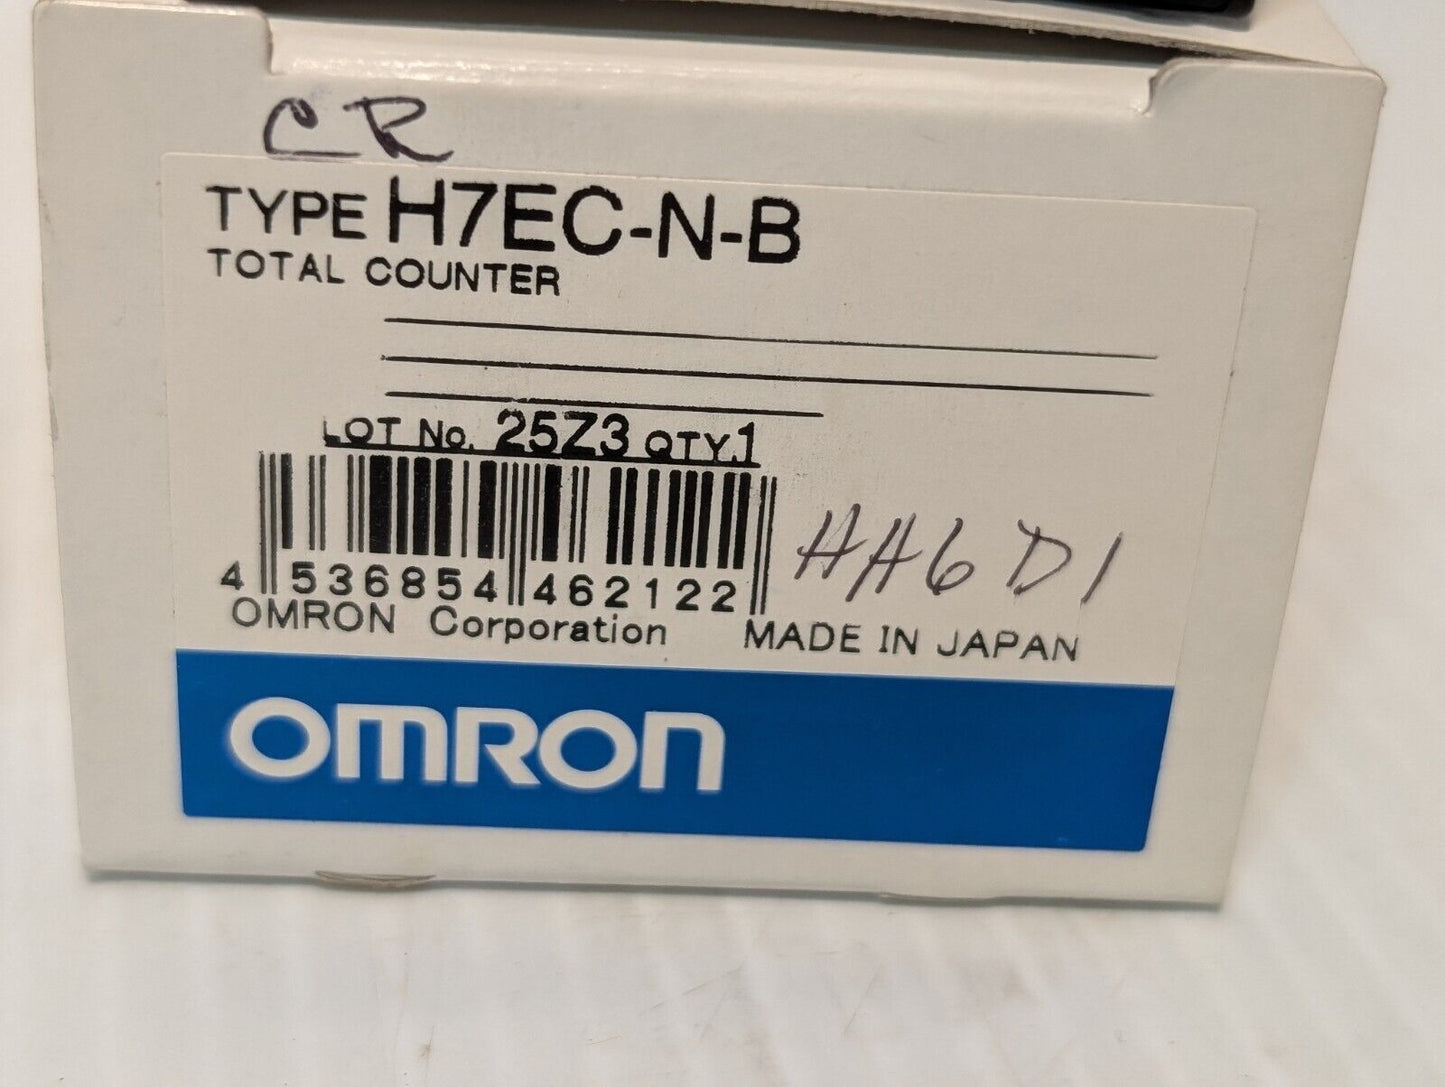 CR
TYPE H7EC-N-B
TOTAL COUNTER
LOT No. 25Z3 QTY.1
4 536854 462122
HH6D1
OMRON Corporation MADE IN JAPAN
OMRON